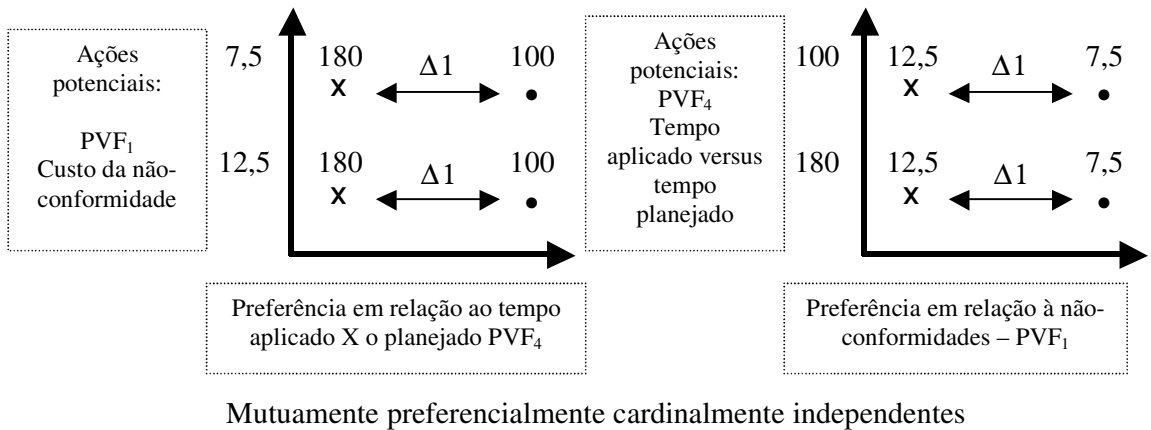 Ações
potenciais:
PVF₁
Custo da não-
conformidade
7,5
180
X
Δ1
100
12,5
180
X
Δ1
100
Preferência em relação ao tempo
aplicado X o planejado PVF₄
Ações
potenciais:
PVF₄
Tempo
aplicado versus
tempo
planejado
100
12,5
X
Δ1
7,5
180
12,5
X
Δ1
7,5
Preferência em relação à não-
conformidades – PVF₁
Mutuamente preferencialmente cardinalmente independentes